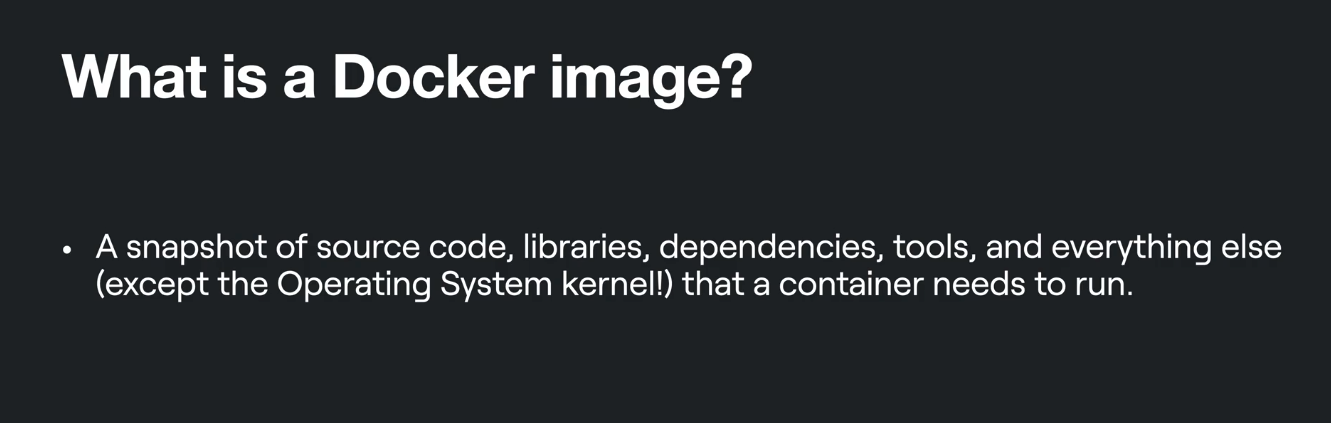 What is a Docker image?
• A snapshot of source code, libraries, dependencies, tools, and everything else
(except the Operating System kernel!) that a container needs to run.